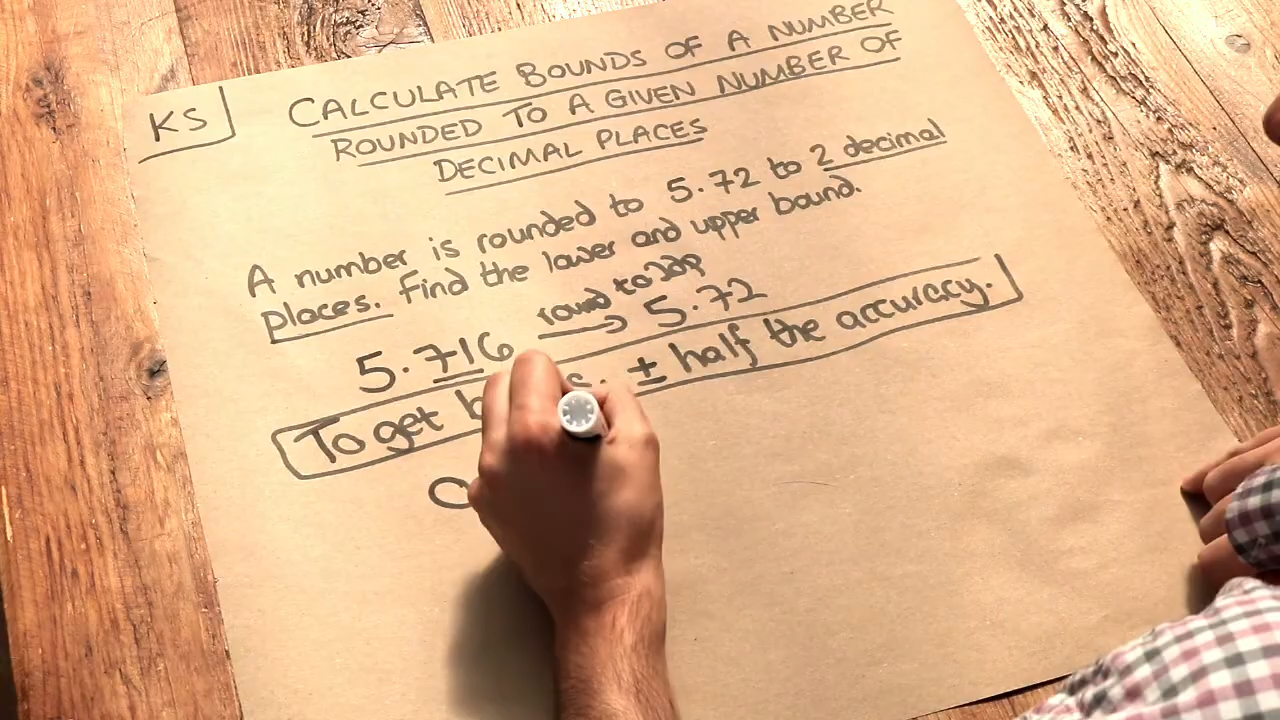 KS
CALCULATE BOUNDS OF A NUMBER
ROUNDED TO A GIVEN NUMBER OF
DECIMAL PLACES
A number is rounded to 5.72 to 2 decimal
places. Find the lower and upper bound.
round to 2dp
5.716 → 5.72
To get ± half the accuracy.
0